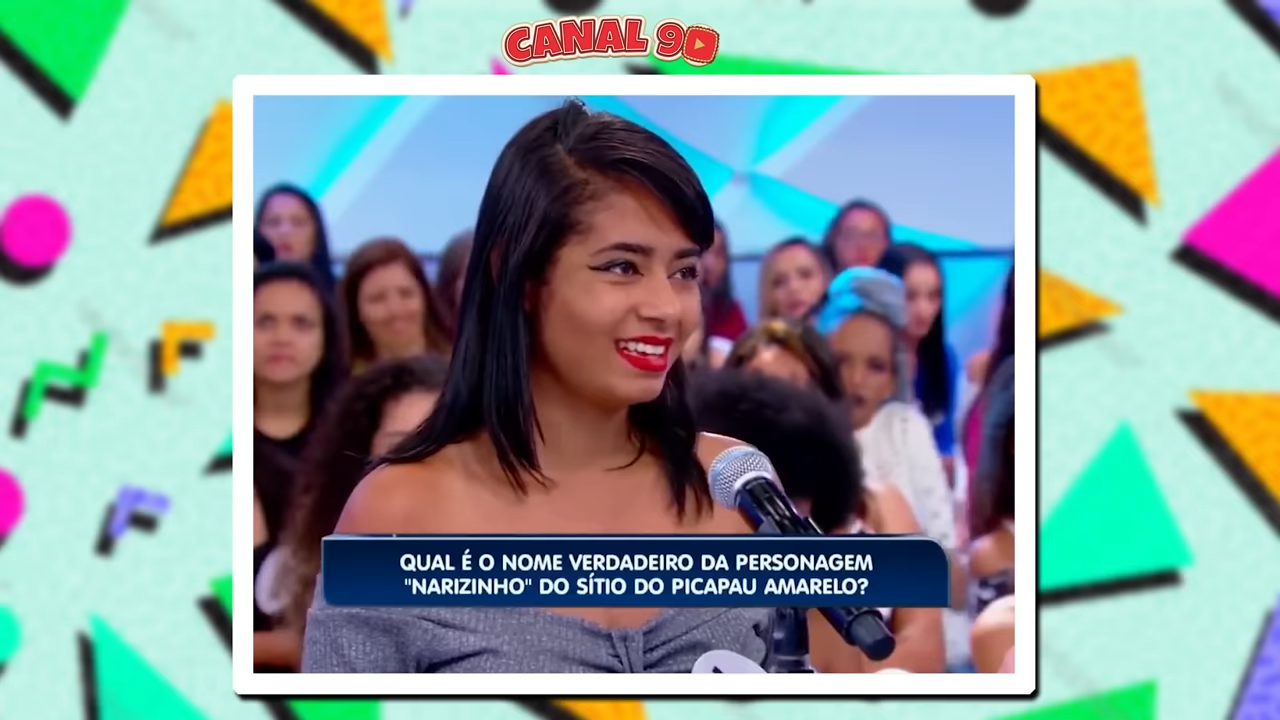 CANAL 90
QUAL É O NOME VERDADEIRO DA PERSONAGEM
"NARIZINHO" DO SÍTIO DO PICAPAU AMARELO?